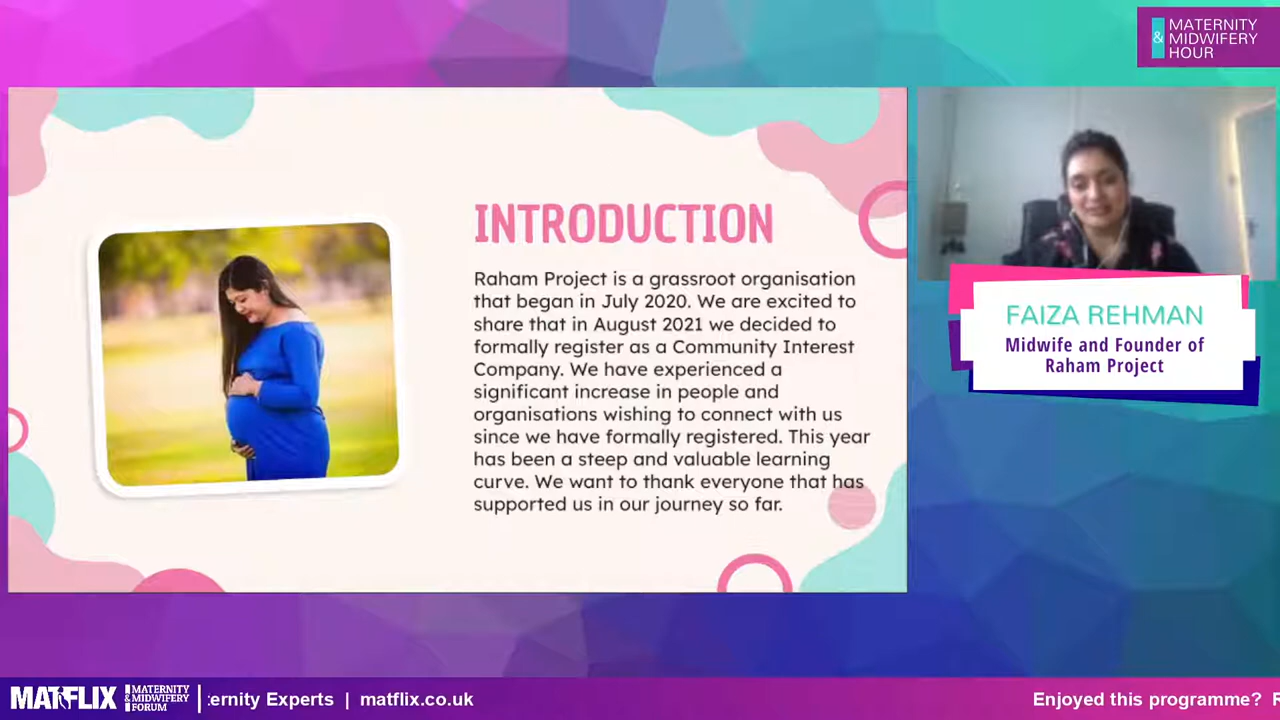 & MATERNITY
MIDWIFERY
HOUR
INTRODUCTION
Raham Project is a grassroot organisation
that began in July 2020. We are excited to
share that in August 2021 we decided to
formally register as a Community Interest
Company. We have experienced a
significant increase in people and
organisations wishing to connect with us
since we have formally registered. This year
has been a steep and valuable learning
curve. We want to thank everyone that has
supported us in our journey so far.
FAIZA REHMAN
Midwife and Founder of
Raham Project
MATFLIX
MATERNITY
& MIDWIFERY
FORUM
ernity Experts | matflix.co.uk
Enjoyed this programme? R